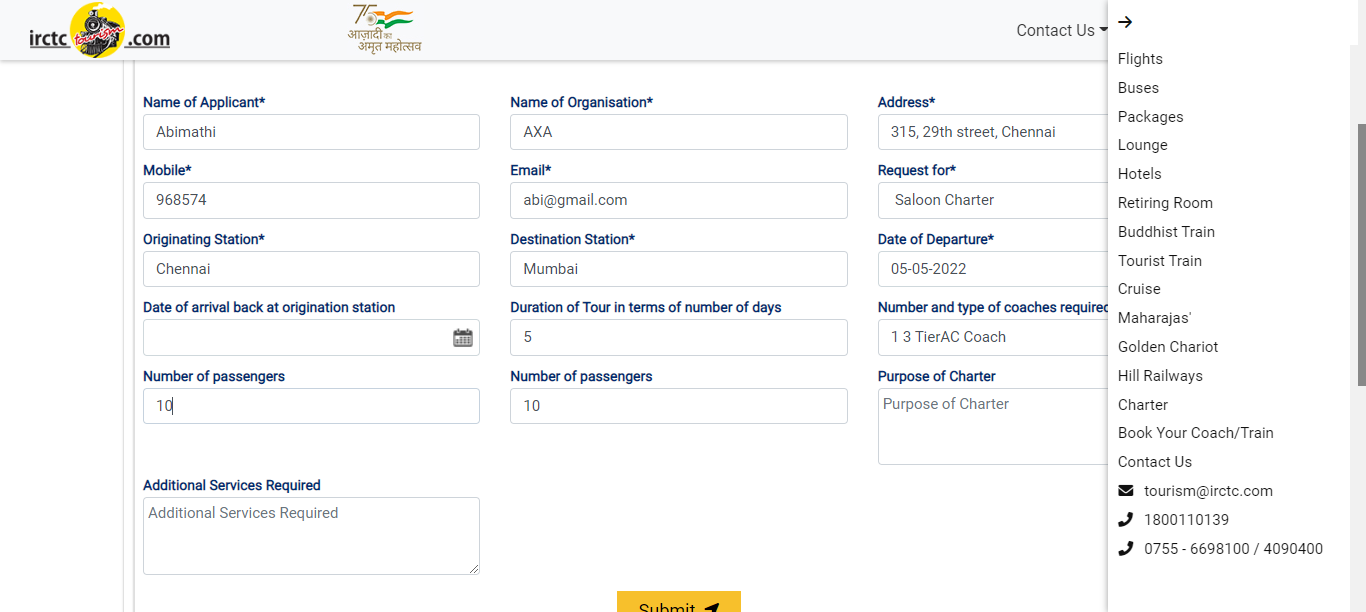 irctc tourism .com
75
आज़ादी का
अमृत महोत्सव
Contact Us
Name of Applicant*
Name of Organisation*
Address*
Abimathi
AXA
315, 29th street, Chennai
Mobile*
Email*
Request for*
968574
abi@gmail.com
Saloon Charter
Originating Station*
Destination Station*
Date of Departure*
Chennai
Mumbai
05-05-2022
Date of arrival back at origination station
Duration of Tour in terms of number of days
Number and type of coaches required
5
1 3 TierAC Coach
Number of passengers
Number of passengers
Purpose of Charter
10
10
Purpose of Charter
Additional Services Required
Additional Services Required
Submit
Flights
Buses
Packages
Lounge
Hotels
Retiring Room
Buddhist Train
Tourist Train
Cruise
Maharajas'
Golden Chariot
Hill Railways
Charter
Book Your Coach/Train
Contact Us
tourism@irctc.com
1800110139
0755 - 6698100 / 4090400